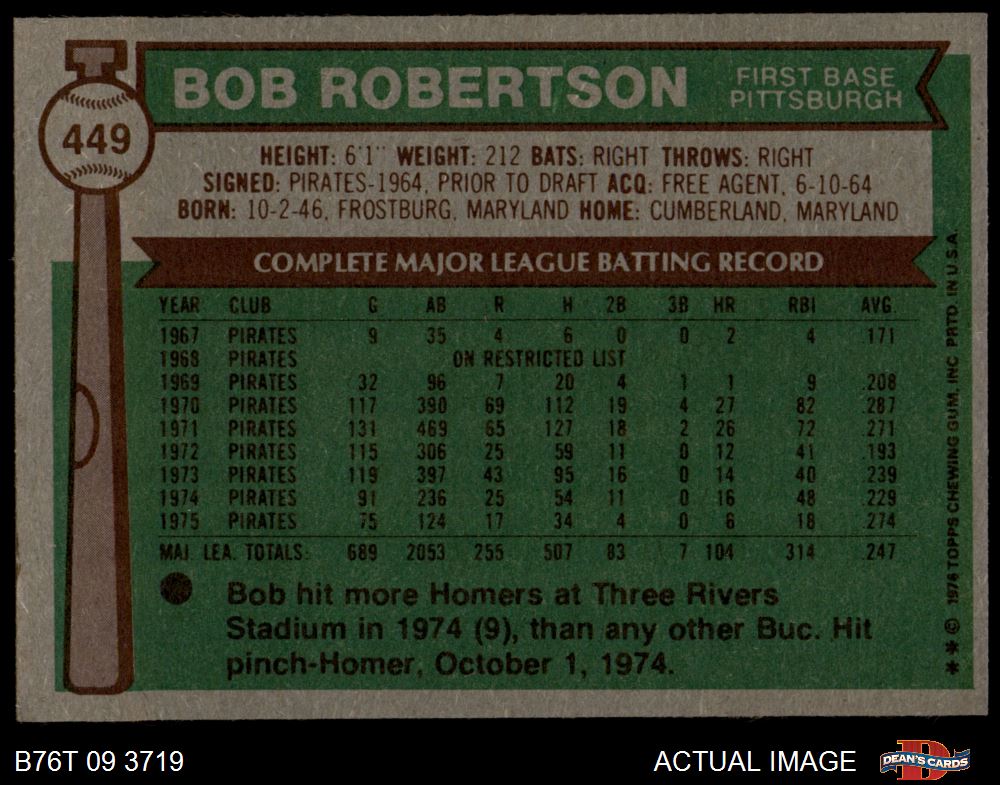 449
BOB ROBERTSON
FIRST BASE
PITTSBURGH
HEIGHT: 6'1" WEIGHT: 212 BATS: RIGHT THROWS: RIGHT
SIGNED: PIRATES-1964, PRIOR TO DRAFT ACQ: FREE AGENT, 6-10-64
BORN: 10-2-46, FROSTBURG, MARYLAND HOME: CUMBERLAND, MARYLAND
COMPLETE MAJOR LEAGUE BATTING RECORD
YEAR CLUB G AB R H 2B 3B HR RBI AVG.
1967 PIRATES 9 35 4 6 0 0 2 4 .171
1968 PIRATES ON RESTRICTED LIST
1969 PIRATES 32 96 7 20 4 1 1 9 .208
1970 PIRATES 117 390 69 112 19 4 27 82 .287
1971 PIRATES 131 469 65 127 18 2 26 72 .271
1972 PIRATES 115 306 25 59 11 0 12 41 .193
1973 PIRATES 119 397 43 95 16 0 14 40 .239
1974 PIRATES 91 236 25 54 11 0 16 48 .229
1975 PIRATES 75 124 17 34 4 0 6 18 .274
MAJ. LEA. TOTALS: 689 2053 255 507 83 7 104 314 .247
Bob hit more Homers at Three Rivers
Stadium in 1974 (9), than any other Buc. Hit
pinch-Homer, October 1, 1974.
* * © 1976 TOPPS CHEWING GUM, INC. PRTD. IN U.S.A.
B76T 09 3719
ACTUAL IMAGE
D
DEAN'S CARDS